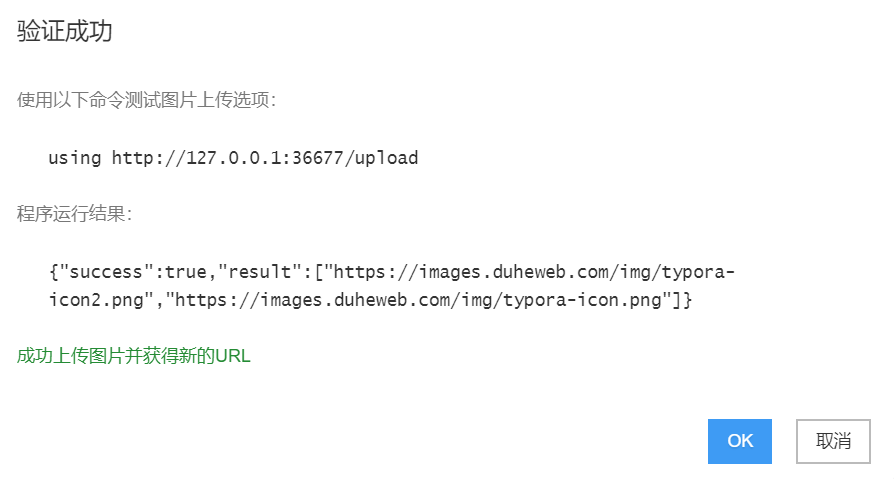 验证成功
使用以下命令测试图片上传选项：
using http://127.0.0.1:36677/upload
程序运行结果：
{"success":true,"result":["https://images.duheweb.com/img/typora-
icon2.png","https://images.duheweb.com/img/typora-icon.png"]}
成功上传图片并获得新的URL
OK 取消